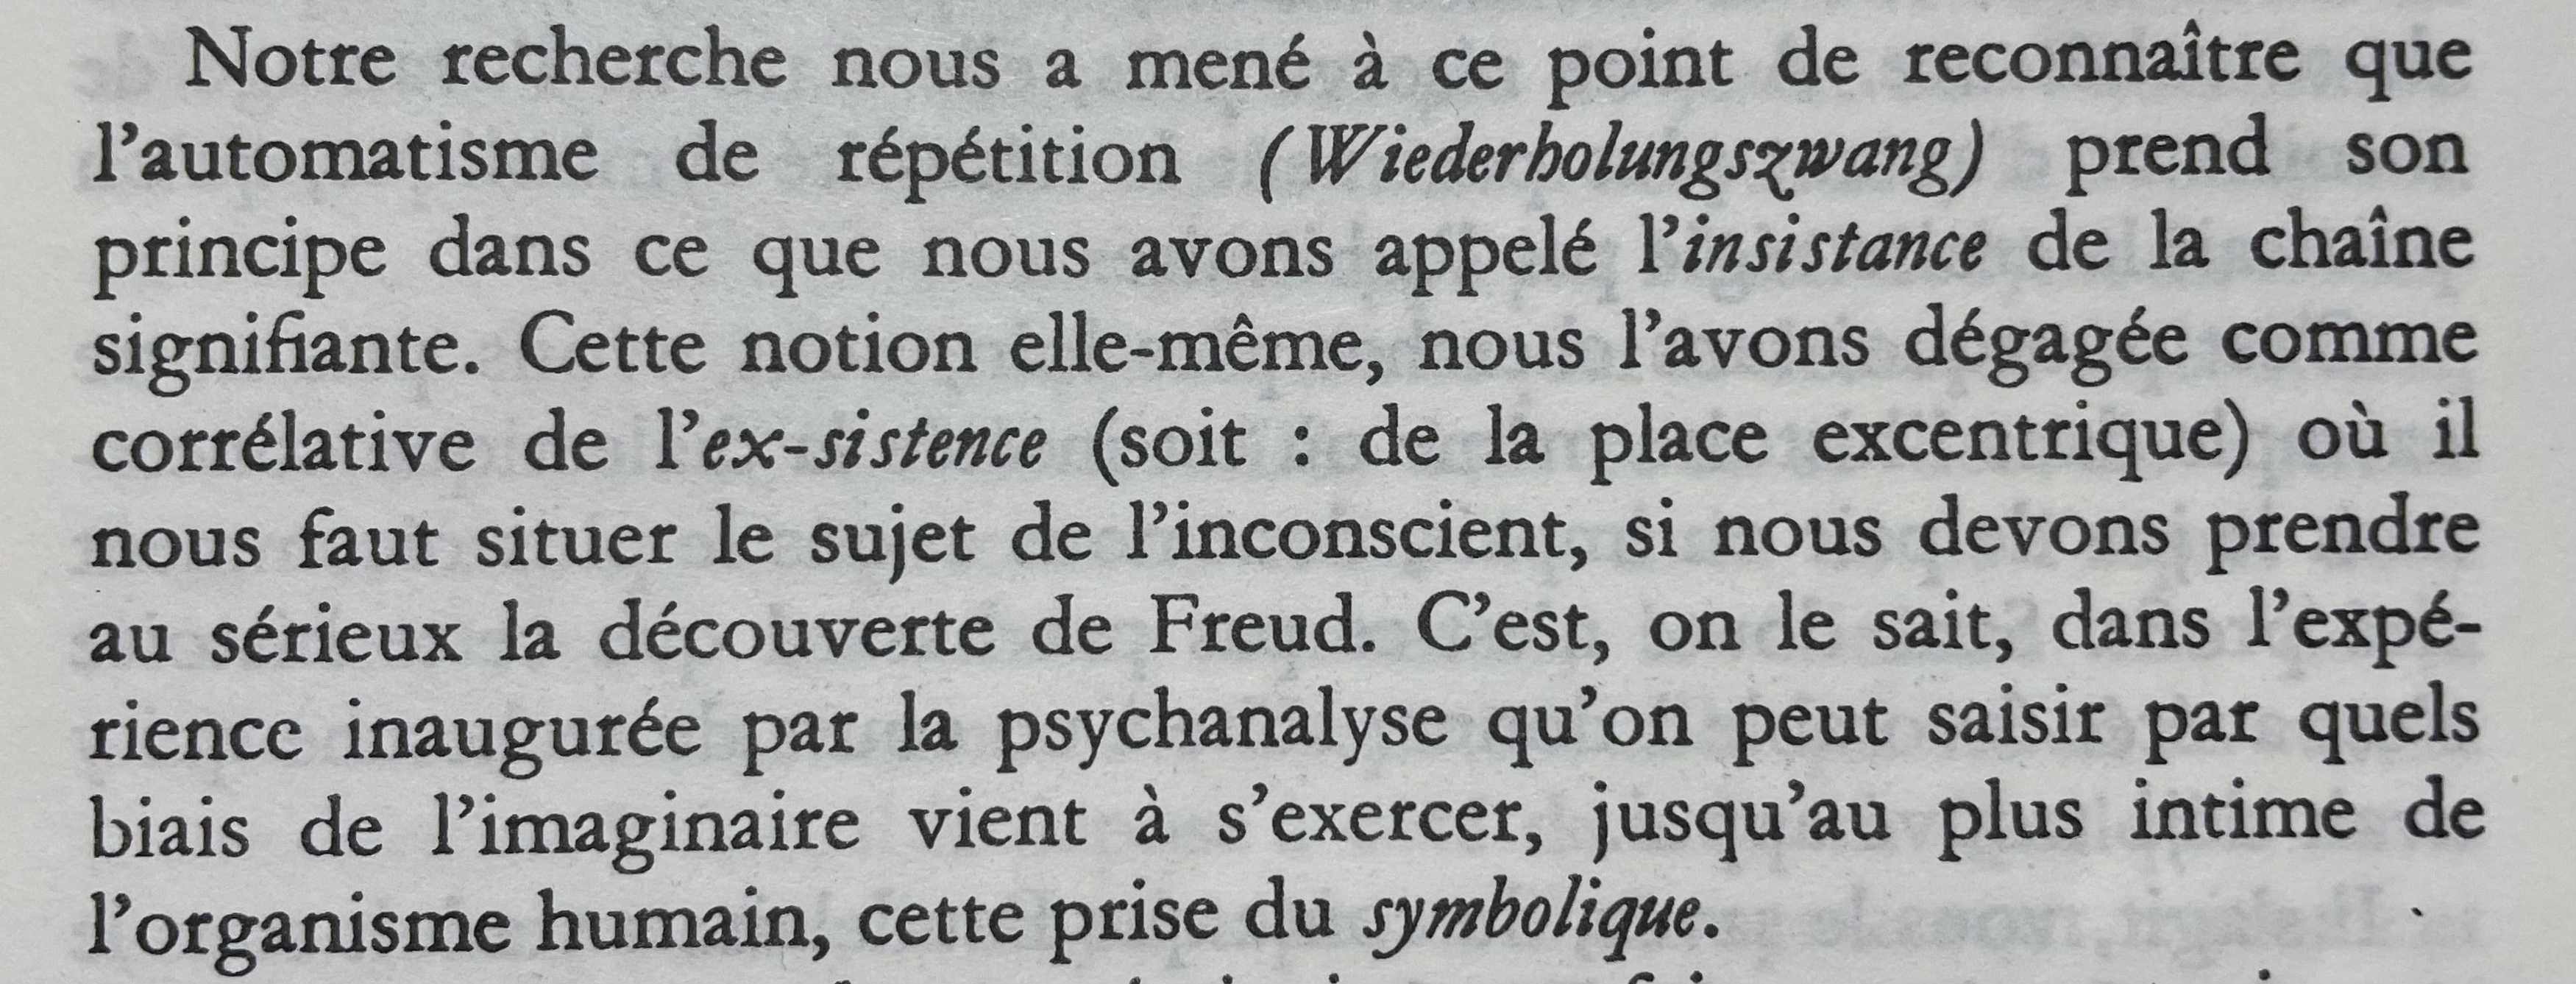 Notre recherche nous a mené à ce point de reconnaître que
l’automatisme de répétition (Wiederholungszwang) prend son
principe dans ce que nous avons appelé l’insistance de la chaîne
signifiante. Cette notion elle-même, nous l’avons dégagée comme
corrélative de l’ex-sistence (soit : de la place excentrique) où il
nous faut situer le sujet de l’inconscient, si nous devons prendre
au sérieux la découverte de Freud. C’est, on le sait, dans l’expé-
rience inaugurée par la psychanalyse qu’on peut saisir par quels
biais de l’imaginaire vient à s’exercer, jusqu’au plus intime de
l’organisme humain, cette prise du symbolique.